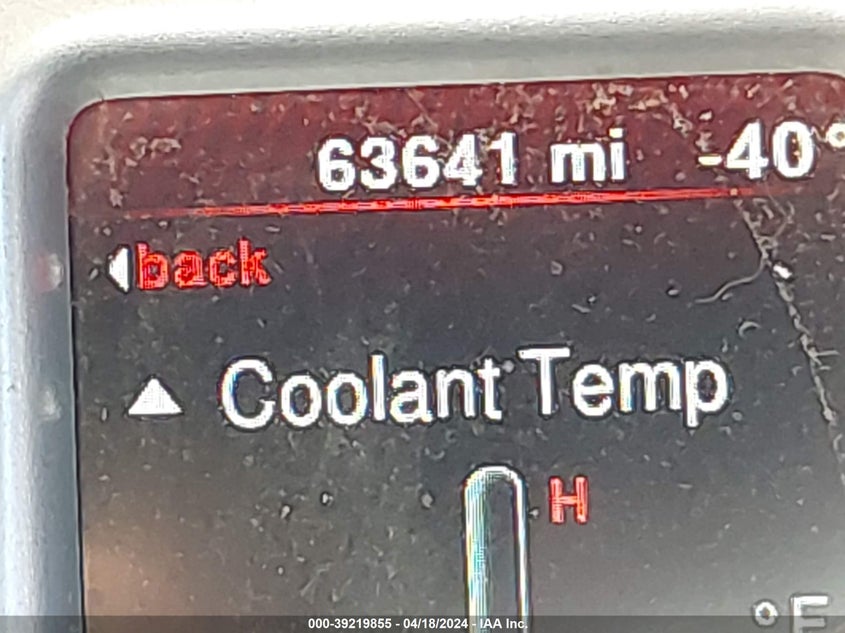 63641 mi -40°
back
Coolant Temp
H
°F
000-39219855 - 04/18/2024 - IAA Inc.